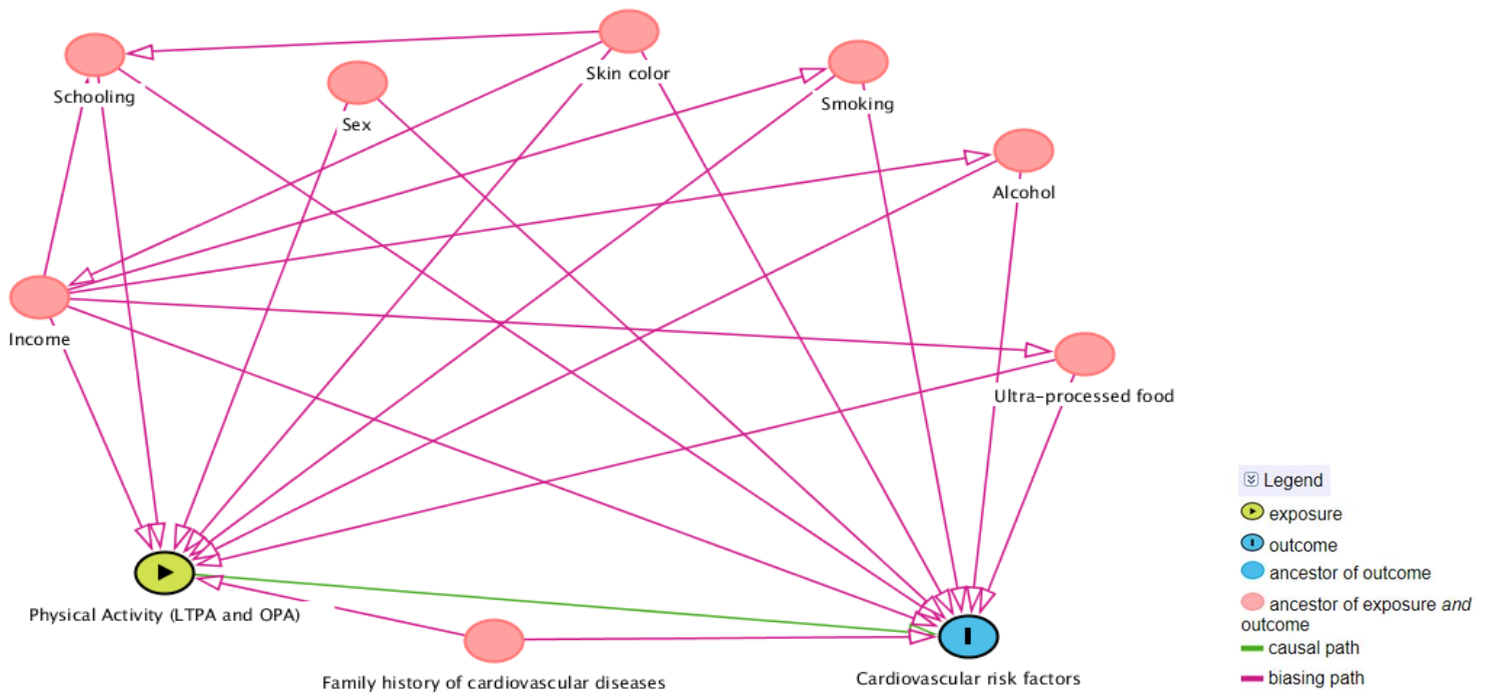 Skin color
Schooling
Sex
Smoking
Alcohol
Income
Ultra-processed food
Physical Activity (LTPA and OPA)
Family history of cardiovascular diseases
Cardiovascular risk factors
Legend
exposure
outcome
ancestor of outcome
ancestor of exposure and
outcome
causal path
biasing path